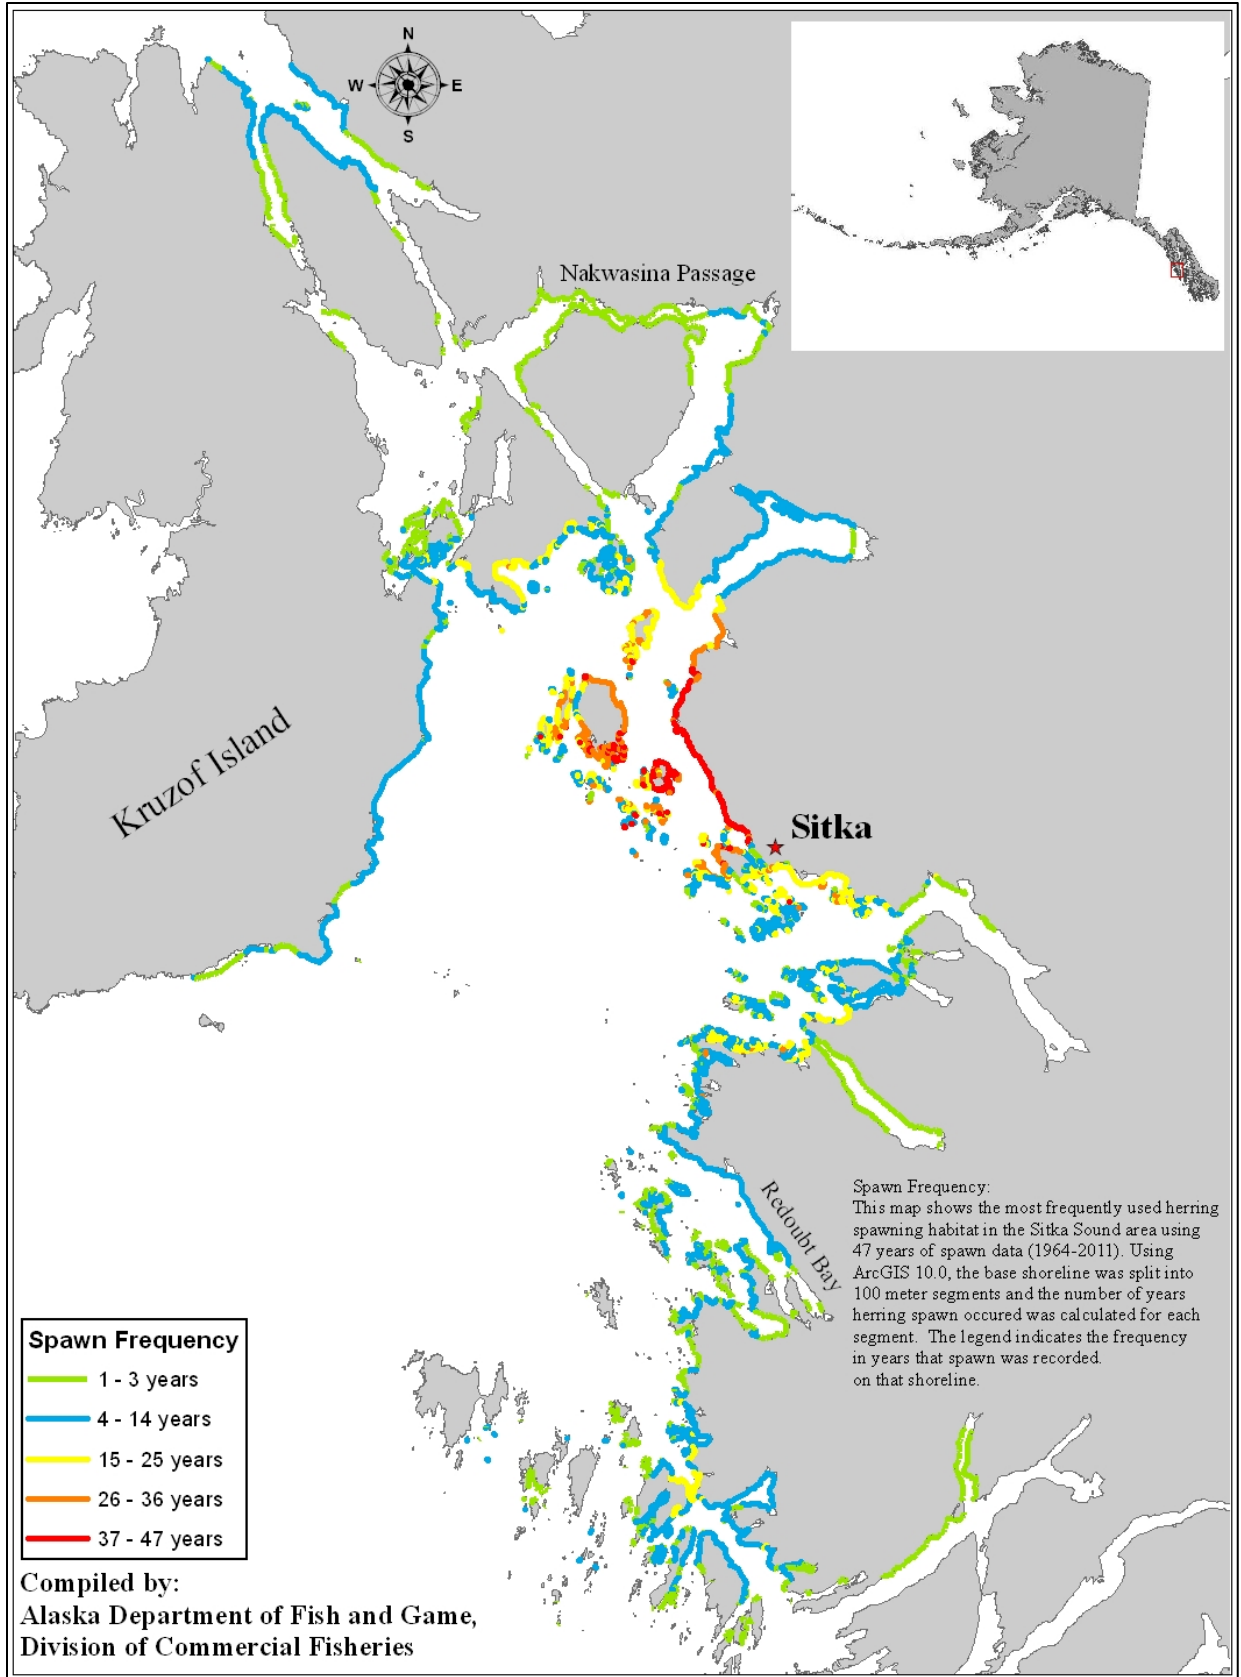 N
W
E
S
Nakwasina Passage
Kruzof Island
Sitka
Redoubt Bay
Spawn Frequency:
This map shows the most frequently used herring
spawning habitat in the Sitka Sound area using
47 years of spawn data (1964-2011). Using
ArcGIS 10.0, the base shoreline was split into
100 meter segments and the number of years
herring spawn occured was calculated for each
segment. The legend indicates the frequency
in years that spawn was recorded.
on that shoreline.
Spawn Frequency
1 - 3 years
4 - 14 years
15 - 25 years
26 - 36 years
37 - 47 years
Compiled by:
Alaska Department of Fish and Game,
Division of Commercial Fisheries